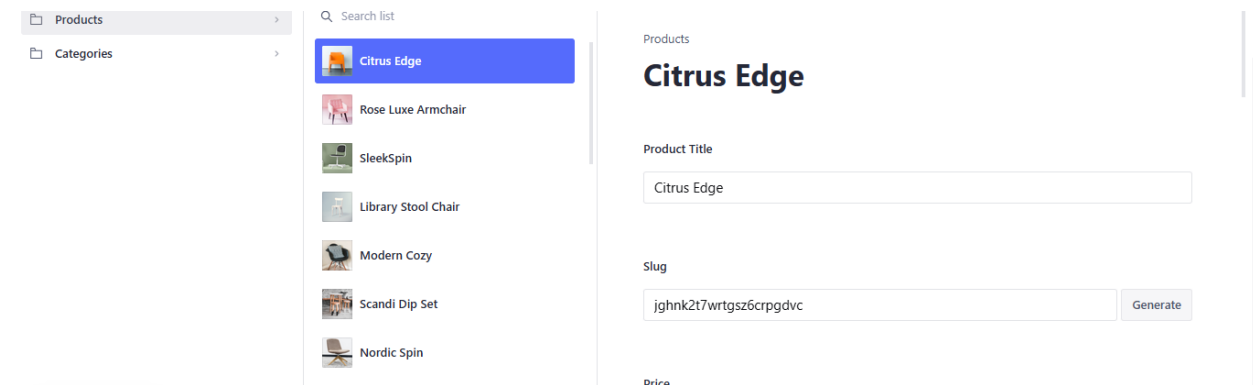 Products
Categories
Search list
Citrus Edge
Rose Luxe Armchair
SleekSpin
Library Stool Chair
Modern Cozy
Scandi Dip Set
Nordic Spin
Products
Citrus Edge
Product Title
Citrus Edge
Slug
jghnk2t7wrtgsz6crpgdvc
Generate
Price